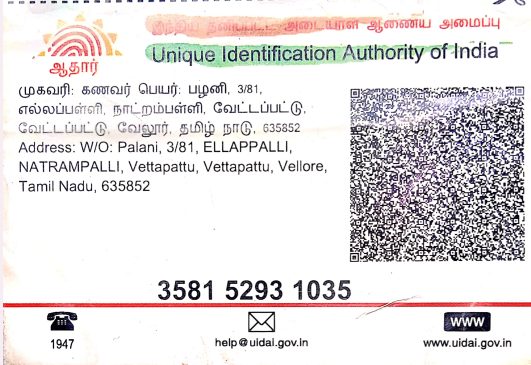 இந்திய தனிப்பட்ட அடையாள ஆணைய அமைப்பு
Unique Identification Authority of India
ஆதார்
முகவரி: கணவர் பெயர்: பழனி, 3/81,
எல்லப்பள்ளி, நாட்றம்பள்ளி, வேட்டப்பட்டு,
வேட்டப்பட்டு, வேலூர், தமிழ் நாடு, 635852
Address: W/O: Palani, 3/81, ELLAPPALLI,
NATRAMPALLI, Vettapattu, Vettapattu, Vellore,
Tamil Nadu, 635852
3581 5293 1035
1947
help@uidai.gov.in
www
www.uidai.gov.in